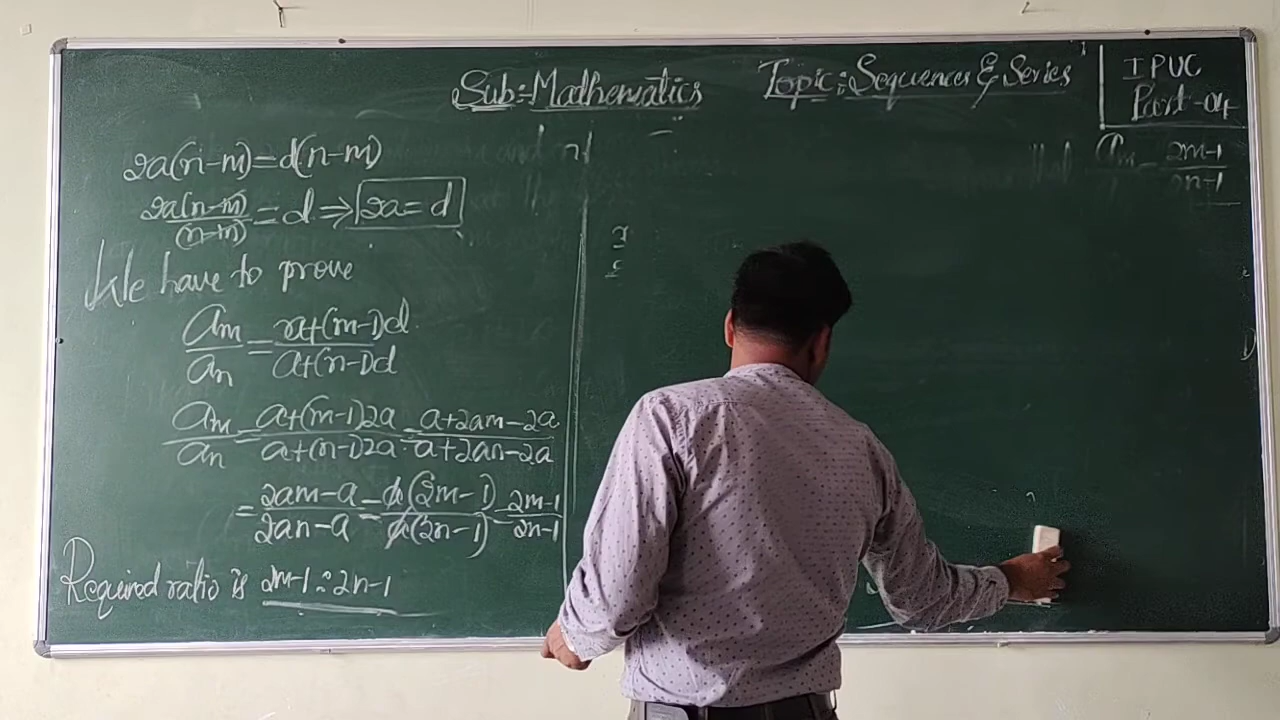 Sub:- Mathematics
Topic:- Sequences & Series
I PUC
Part-04
2a(n-m)=d(n-m)
2a(n-m)/(n-m) = d ⇒ 2a = d
We have to prove
am/an = a+(m-1)d/a+(n-1)d
am/an = a+(m-1)2a/a+(n-1)2a = a+2am-2a/a+2an-2a
= 2am-a/2an-a = a(2m-1)/a(2n-1) = 2m-1/2n-1
Required ratio is 2m-1:2n-1
am = 2m-1/2n-1